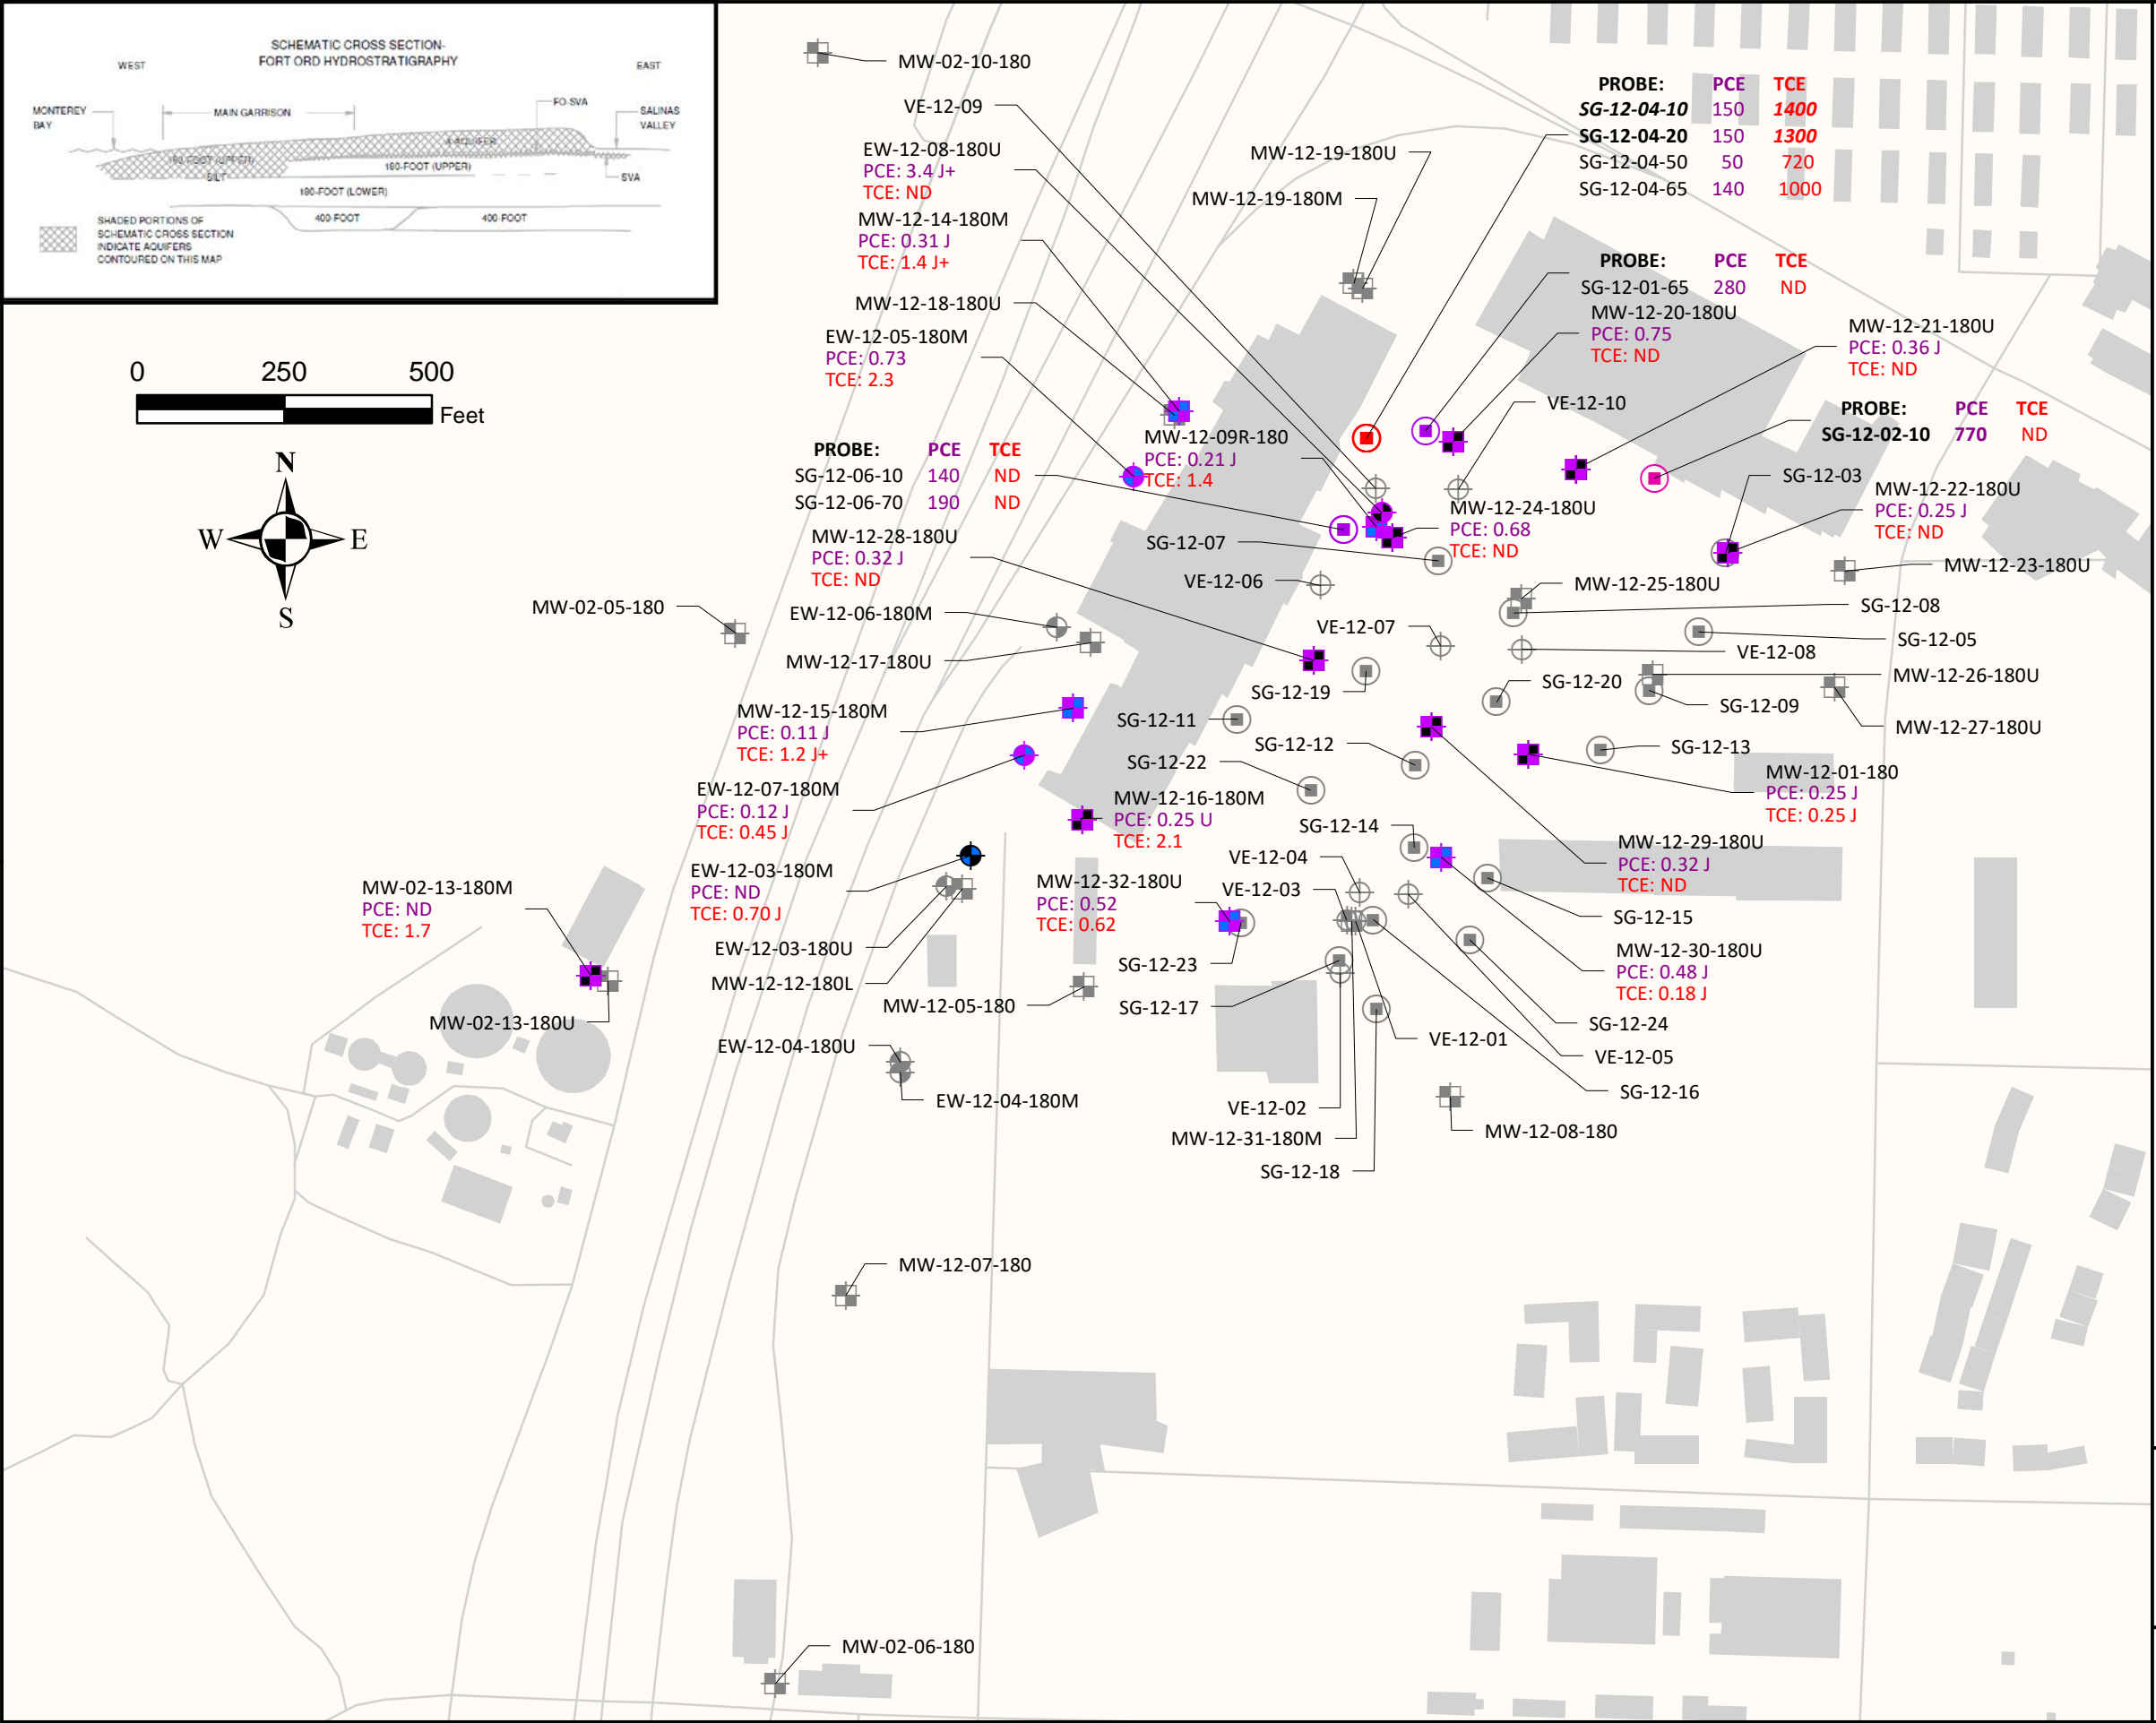 SCHEMATIC CROSS SECTION-
FORT ORD HYDROSTRATIGRAPHY
WEST
EAST
MONTEREY
BAY
MAIN GARRISON
FO-SVA
SALINAS
VALLEY
A-AQUIFER
180-FOOT (UPPER)
180-FOOT (UPPER)
SILT
SVA
180-FOOT (LOWER)
400-FOOT
400-FOOT
SHADED PORTIONS OF
SCHEMATIC CROSS SECTION
INDICATE AQUIFERS
CONTOURED ON THIS MAP
0 250 500
Feet
N
W E
S
MW-02-10-180
VE-12-09
EW-12-08-180U
PCE: 3.4 J+
TCE: ND
MW-12-14-180M
PCE: 0.31 J
TCE: 1.4 J+
MW-12-18-180U
EW-12-05-180M
PCE: 0.73
TCE: 2.3
MW-12-19-180U
MW-12-19-180M
PROBE: PCE TCE
SG-12-04-10 150 1400
SG-12-04-20 150 1300
SG-12-04-50 50 720
SG-12-04-65 140 1000
PROBE: PCE TCE
SG-12-01-65 280 ND
MW-12-20-180U
PCE: 0.75
TCE: ND
MW-12-21-180U
PCE: 0.36 J
TCE: ND
VE-12-10
PROBE: PCE TCE
SG-12-02-10 770 ND
MW-12-09R-180
PCE: 0.21 J
TCE: 1.4
PROBE: PCE TCE
SG-12-06-10 140 ND
SG-12-06-70 190 ND
SG-12-03
MW-12-22-180U
PCE: 0.25 J
TCE: ND
MW-12-24-180U
PCE: 0.68
TCE: ND
MW-12-28-180U
PCE: 0.32 J
TCE: ND
SG-12-07
VE-12-06
MW-12-23-180U
MW-12-25-180U
SG-12-08
MW-02-05-180
EW-12-06-180M
VE-12-07
SG-12-05
VE-12-08
MW-12-17-180U
MW-12-26-180U
SG-12-19
SG-12-20
SG-12-09
MW-12-27-180U
MW-12-15-180M
PCE: 0.11 J
TCE: 1.2 J+
SG-12-11
SG-12-12
SG-12-13
SG-12-22
MW-12-01-180
PCE: 0.25 J
TCE: 0.25 J
EW-12-07-180M
PCE: 0.12 J
TCE: 0.45 J
MW-12-16-180M
PCE: 0.25 U
TCE: 2.1
SG-12-14
MW-12-29-180U
PCE: 0.32 J
TCE: ND
VE-12-04
EW-12-03-180M
PCE: ND
TCE: 0.70 J
MW-12-32-180U
PCE: 0.52
TCE: 0.62
VE-12-03
MW-02-13-180M
PCE: ND
TCE: 1.7
SG-12-15
EW-12-03-180U
MW-12-30-180U
PCE: 0.48 J
TCE: 0.18 J
SG-12-23
MW-12-12-180L
MW-12-05-180
SG-12-17
MW-02-13-180U
SG-12-24
VE-12-01
EW-12-04-180U
VE-12-05
SG-12-16
EW-12-04-180M
VE-12-02
MW-12-31-180M
MW-12-08-180
SG-12-18
MW-12-07-180
MW-02-06-180